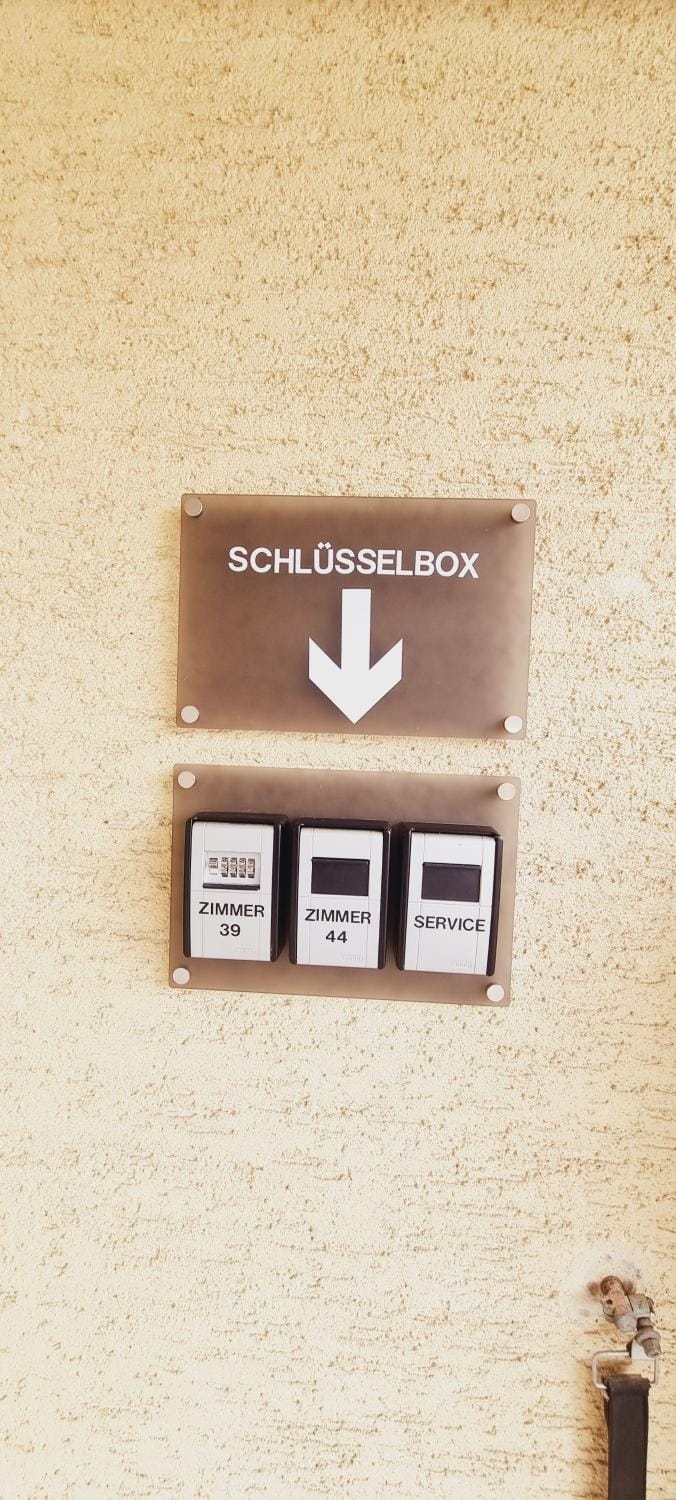 SCHLÜSSELBOX
ZIMMER
39
ZIMMER
44
SERVICE